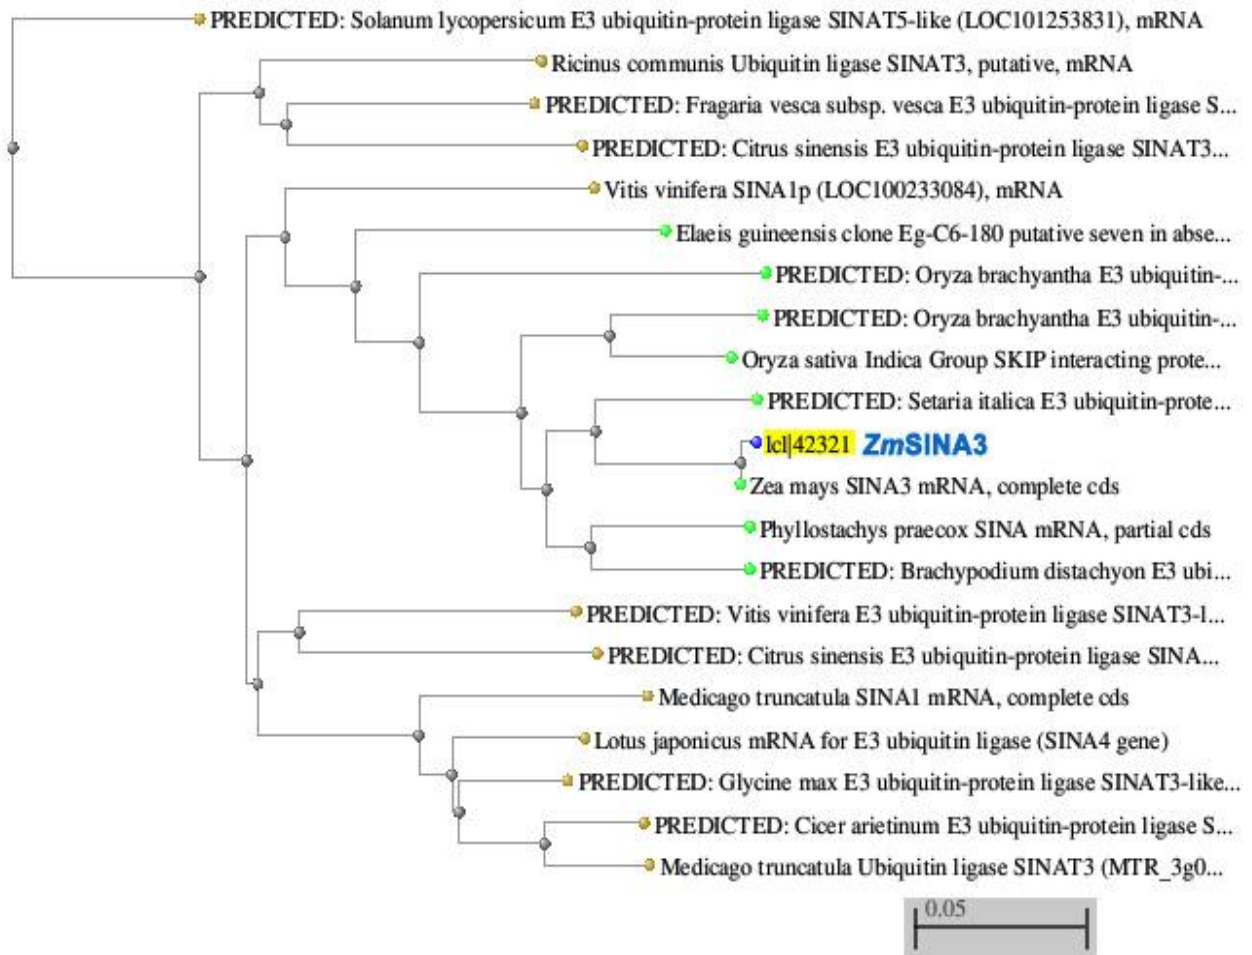 PREDICTED: Solanum lycopersicum E3 ubiquitin-protein ligase SINAT5-like (LOC101253831), mRNA
Ricinus communis Ubiquitin ligase SINAT3, putative, mRNA
PREDICTED: Fragaria vesca subsp. vesca E3 ubiquitin-protein ligase S...
PREDICTED: Citrus sinensis E3 ubiquitin-protein ligase SINAT3...
Vitis vinifera SINA1p (LOC100233084), mRNA
Elaeis guineensis clone Eg-C6-180 putative seven in abse...
PREDICTED: Oryza brachyantha E3 ubiquitin-...
PREDICTED: Oryza brachyantha E3 ubiquitin-...
Oryza sativa Indica Group SKIP interacting prote...
PREDICTED: Setaria italica E3 ubiquitin-prote...
lcl|42321 ZmSINA3
Zea mays SINA3 mRNA, complete cds
Phyllostachys praecox SINA mRNA, partial cds
PREDICTED: Brachypodium distachyon E3 ubi...
PREDICTED: Vitis vinifera E3 ubiquitin-protein ligase SINAT3-l...
PREDICTED: Citrus sinensis E3 ubiquitin-protein ligase SINA...
Medicago truncatula SINA1 mRNA, complete cds
Lotus japonicus mRNA for E3 ubiquitin ligase (SINA4 gene)
PREDICTED: Glycine max E3 ubiquitin-protein ligase SINAT3-like...
PREDICTED: Cicer arietinum E3 ubiquitin-protein ligase S...
Medicago truncatula Ubiquitin ligase SINAT3 (MTR_3g0...
0.05